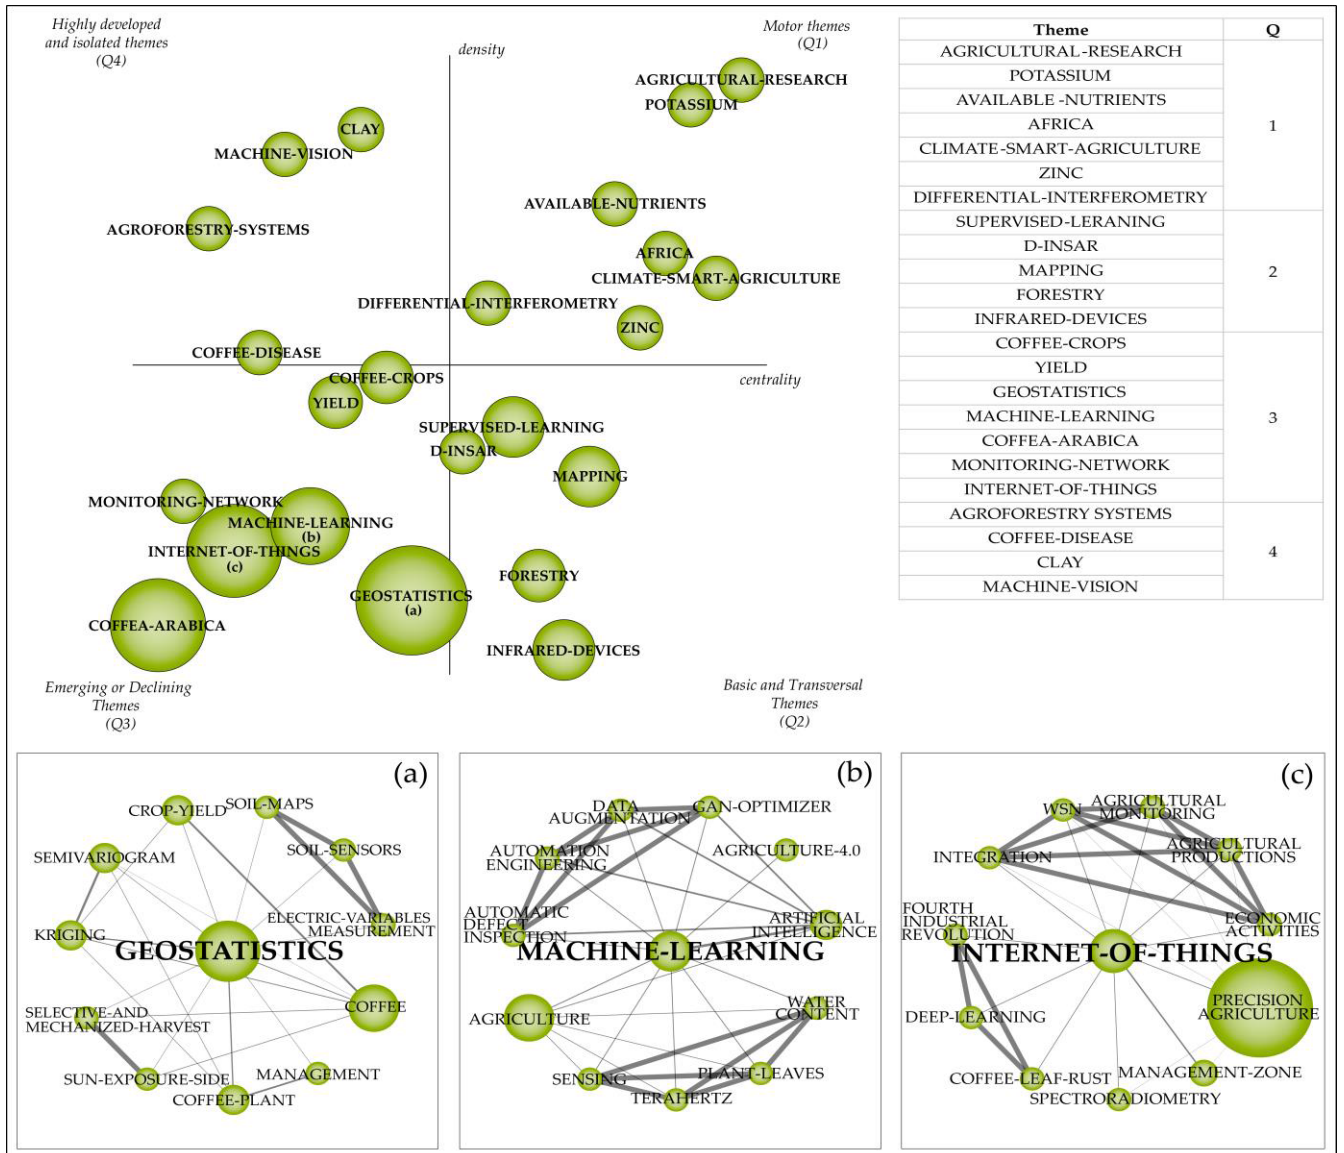 Highly developed
and isolated themes
(Q4)
density
Motor themes
(Q1)
AGRICULTURAL-RESEARCH
POTASSIUM
CLAY
MACHINE-VISION
AVAILABLE-NUTRIENTS
AGROFORESTRY-SYSTEMS
AFRICA
CLIMATE-SMART-AGRICULTURE
DIFFERENTIAL-INTERFEROMETRY
ZINC
COFFEE-DISEASE
COFFEE-CROPS
centrality
YIELD
SUPERVISED-LEARNING
D-INSAR
MAPPING
MONITORING-NETWORK
MACHINE-LEARNING
(b)
INTERNET-OF-THINGS
(c)
FORESTRY
GEOSTATISTICS
(a)
COFFEA-ARABICA
INFRARED-DEVICES
Emerging or Declining
Themes
(Q3)
Basic and Transversal
Themes
(Q2)
Theme Q
AGRICULTURAL-RESEARCH
POTASSIUM
AVAILABLE -NUTRIENTS
AFRICA
1
CLIMATE-SMART-AGRICULTURE
ZINC
DIFFERENTIAL-INTERFEROMETRY
SUPERVISED-LERANING
D-INSAR
MAPPING
2
FORESTRY
INFRARED-DEVICES
COFFEE-CROPS
YIELD
GEOSTATISTICS
MACHINE-LEARNING
3
COFFEA-ARABICA
MONITORING-NETWORK
INTERNET-OF-THINGS
AGROFORESTRY SYSTEMS
COFFEE-DISEASE
4
CLAY
MACHINE-VISION
(a)
CROP-YIELD
SOIL-MAPS
SOIL-SENSORS
SEMIVARIOGRAM
ELECTRIC-VARIABLES
MEASUREMENT
KRIGING
GEOSTATISTICS
COFFEE
SELECTIVE-AND
MECHANIZED-HARVEST
SUN-EXPOSURE-SIDE
MANAGEMENT
COFFEE-PLANT
(b)
DATA
AUGMENTATION
GAN-OPTIMIZER
AUTOMATION
ENGINEERING
AGRICULTURE-4.0
AUTOMATIC
DEFECT
INSPECTION
ARTIFICIAL
INTELLIGENCE
MACHINE-LEARNING
WATER
CONTENT
AGRICULTURE
SENSING
PLANT-LEAVES
TERAHERTZ
(c)
WSN
AGRICULTURAL
MONITORING
INTEGRATION
AGRICULTURAL
PRODUCTIONS
FOURTH
INDUSTRIAL
REVOLUTION
ECONOMIC
ACTIVITIES
INTERNET-OF-THINGS
PRECISION
AGRICULTURE
DEEP-LEARNING
COFFEE-LEAF-RUST
MANAGEMENT-ZONE
SPECTRORADIOMETRY